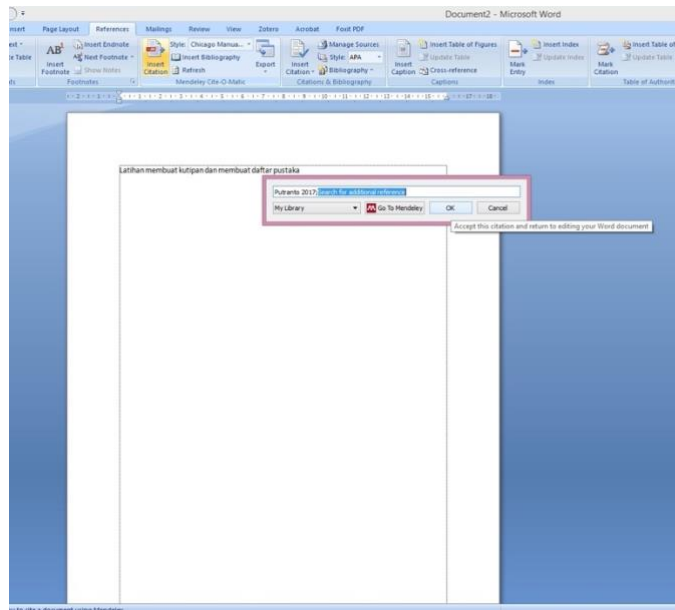 Document2 - Microsoft Word
Page Layout References Mailings Review View Zotero Acrobat Foxit PDF
Insert Endnote
Next Footnote
Show Notes
Insert Footnote
Footnotes
Insert Citation
Style: Chicago Manua...
Insert Bibliography
Refresh
Export
Mendeley Cite-O-Matic
Insert Citation
Manage Sources
Style: APA
Bibliography
Citations & Bibliography
Insert Caption
Insert Table of Figures
Update Table
Cross-reference
Captions
Mark Entry
Insert Index
Update Index
Index
Mark Citation
Insert Table of
Update Table
Table of Authorit
Latihan membuat kutipan dan membuat daftar pustaka
Putranto 2017; Search for additional reference
My Library Go To Mendeley OK Cancel
Accept this citation and return to editing your Word document